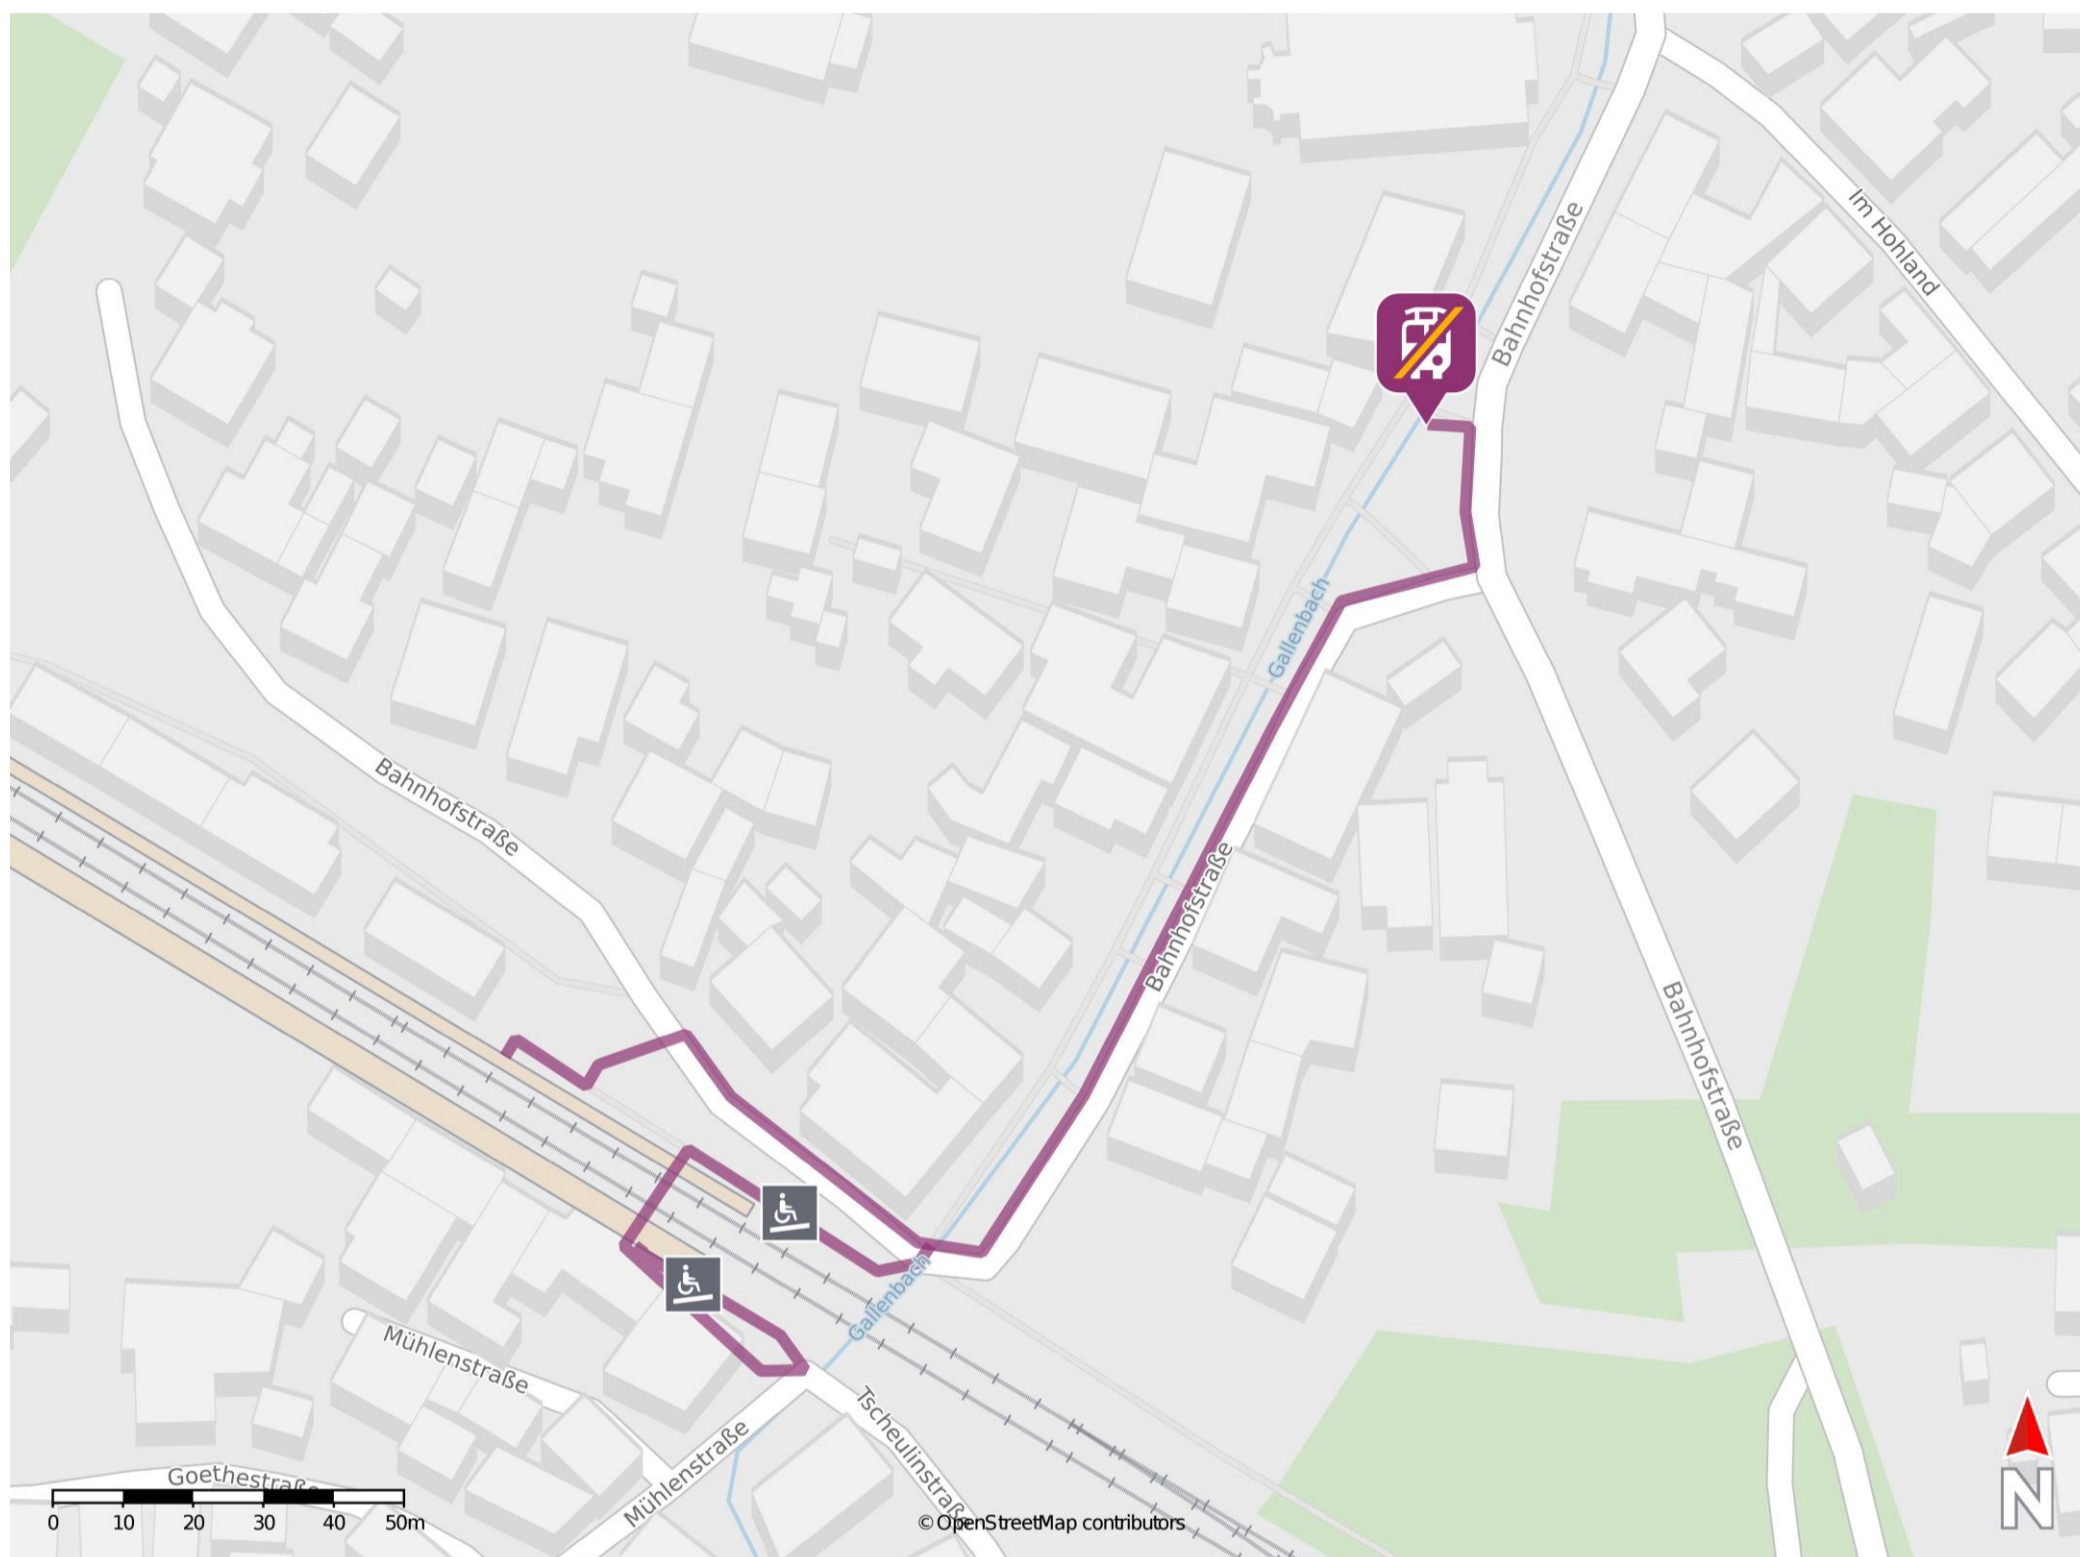 Im Hohland
Bahnhofstraße
Gallenbach
Bahnhofstraße
Bahnhofstraße
Bahnhofstraße
Gallenbach
Mühlenstraße
Tscheulinstraße
Mühlenstraße
Goethestraße
0 10 20 30 40 50m
© OpenStreetMap contributors
N